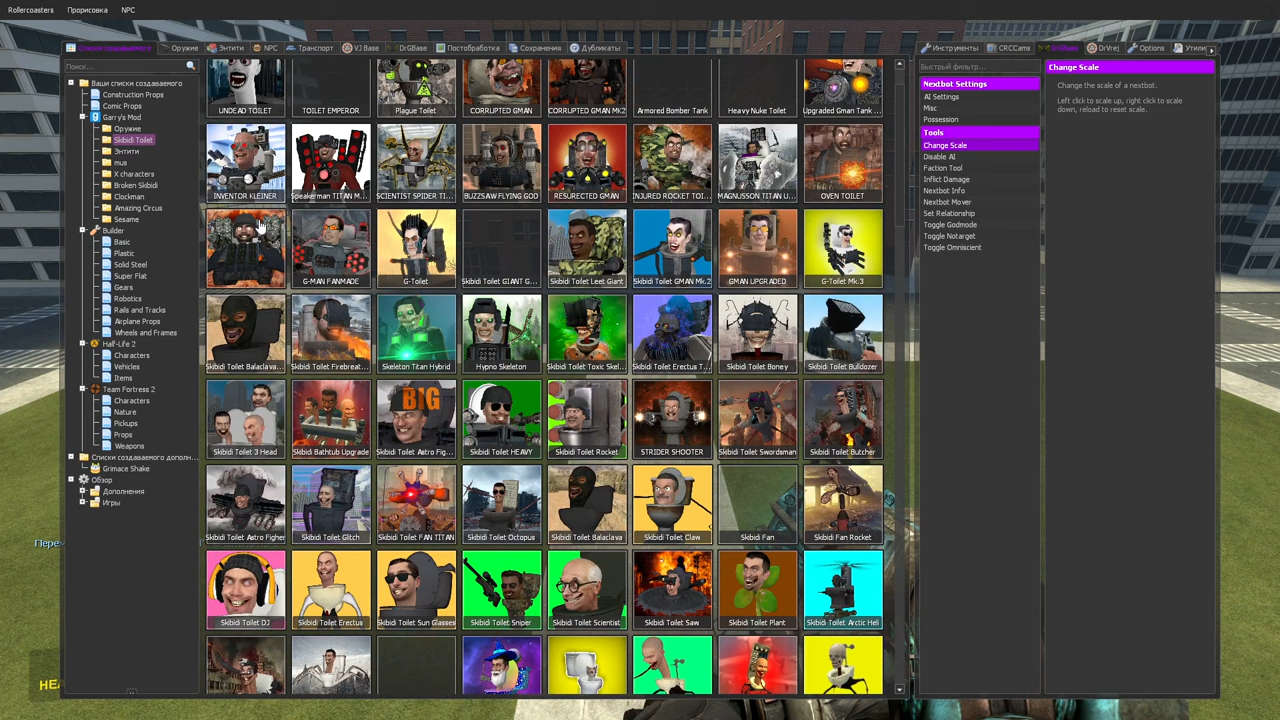 Rollercoasters Прорисовка NPC
Списки создаваемого Оружие Энтити NPC Транспорт VJ Base DrGBase Постобработка Сохранения Дубликаты
Поиск...
Ваши списки создаваемого
Construction Props
Comic Props
Garry's Mod
Оружие
Skibidi Toilet
Энтити
mus
X characters
Broken Skibidi
Clockman
Amazing Circus
Sesame
Builder
Basic
Plastic
Solid Steel
Super Flat
Gears
Robotics
Rails and Tracks
Airplane Props
Wheels and Frames
Half-Life 2
Characters
Vehicles
Items
Team Fortress 2
Characters
Nature
Pickups
Props
Weapons
Списки создаваемого дополн...
Grimace Shake
Обзор
Дополнения
Игры
UNDEAD TOILET TOILET EMPEROR Plague Toilet CORRUPTED GMAN CORRUPTED GMAN MK2 Armored Bomber Tank Heavy Nuke Toilet Upgraded Gman Tank ...
INVENTOR KLEINER Speakerman TITAN M... SCIENTIST SPIDER TI... BUZZSAW FLYING GOD RESURECTED GMAN INJURED ROCKET TOI... MAGNUSSON TITAN U... OVEN TOILET
G-MAN FANMADE G-Toilet Skibidi Toilet GIANT G... Skibidi Toilet Leet Giant Skibidi Toilet GMAN Mk.2 GMAN UPGRADED G-Toilet Mk.3
Skibidi Toilet Balaclava... Skibidi Toilet Firebreat... Skeleton Titan Hybrid Hypno Skeleton Skibidi Toilet Toxic Skel... Skibidi Toilet Erectus T... Skibidi Toilet Boney Skibidi Toilet Bulldozer
BIG
Skibidi Toilet 3 Head Skibidi Bathtub Upgrade Skibidi Toilet Astro Fig... Skibidi Toilet HEAVY Skibidi Toilet Rocket STRIDER SHOOTER Skibidi Toilet Swordsman Skibidi Toilet Butcher
Skibidi Toilet Astro Figher Skibidi Toilet Glitch Skibidi Toilet FAN TITAN Skibidi Toilet Octopus Skibidi Toilet Balaclava Skibidi Toilet Claw Skibidi Fan Skibidi Fan Rocket
Skibidi Toilet DJ Skibidi Toilet Erectus Skibidi Toilet Sun Glasses Skibidi Toilet Sniper Skibidi Toilet Scientist Skibidi Toilet Saw Skibidi Toilet Plant Skibidi Toilet Arctic Heli
Инструменты CRCCams DrGBase DrVrej Options Утили
Быстрый фильтр...
Nextbot Settings
AI Settings
Misc
Possession
Tools
Change Scale
Disable AI
Faction Tool
Inflict Damage
Nextbot Info
Nextbot Mover
Set Relationship
Toggle Godmode
Toggle Notarget
Toggle Omniscient
Change Scale
Change the scale of a nextbot.
Left click to scale up, right click to scale
down, reload to reset scale.
Перем
HEA